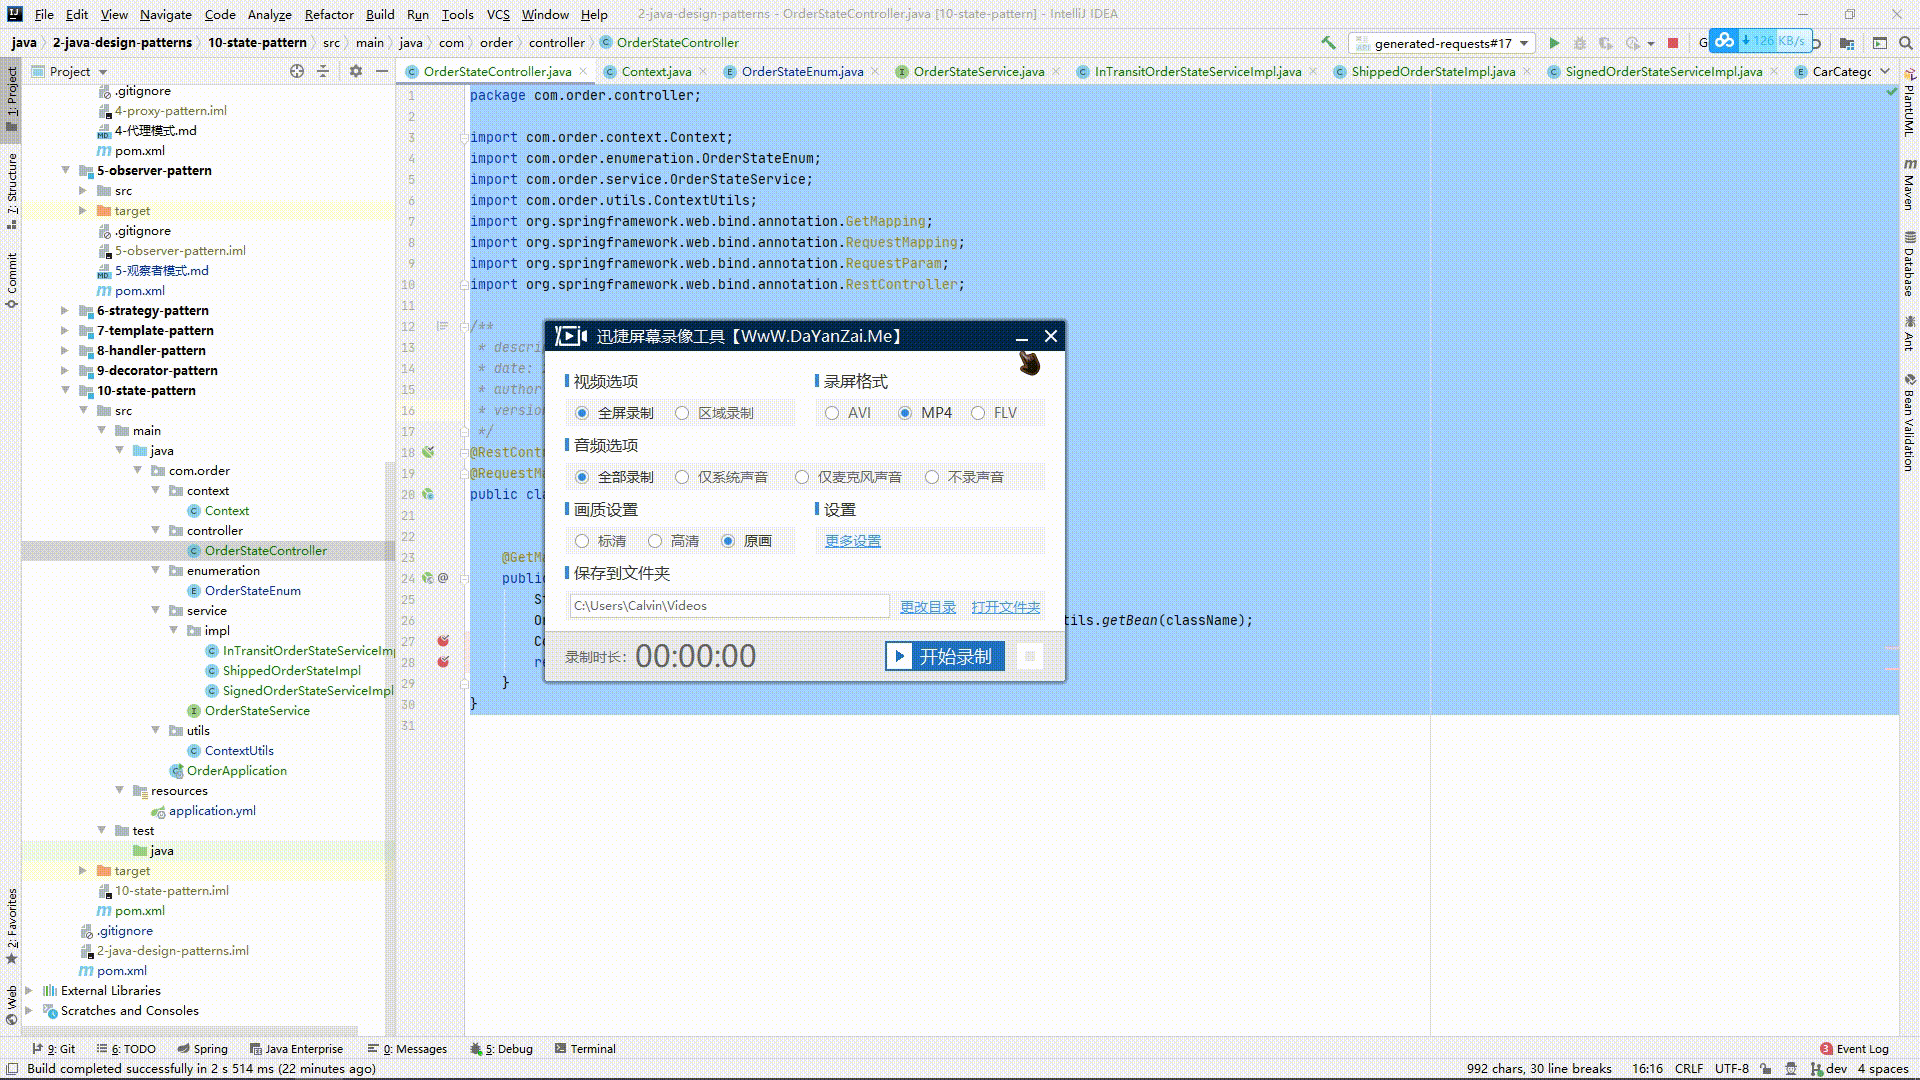 File Edit View Navigate Code Analyze Refactor Build Run Tools VCS Window Help 2-java-design-patterns - OrderStateController.java [10-state-pattern] - IntelliJ IDEA
java 2-java-design-patterns 10-state-pattern src main java com order controller OrderStateController generated-requests#17 126 KB/s
Project
OrderStateController.java Context.java OrderStateEnum.java OrderStateService.java InTransitOrderStateServiceImpl.java ShippedOrderStateImpl.java SignedOrderStateServiceImpl.java CarCatego
1: Project
7: Structure
Commit
2: Favorites
Web
.gitignore
4-proxy-pattern.iml
4-代理模式.md
pom.xml
5-observer-pattern
src
target
.gitignore
5-observer-pattern.iml
5-观察者模式.md
pom.xml
6-strategy-pattern
7-template-pattern
8-handler-pattern
9-decorator-pattern
10-state-pattern
src
main
java
com.order
context
Context
controller
OrderStateController
enumeration
OrderStateEnum
service
impl
InTransitOrderStateServiceImp
ShippedOrderStateImpl
SignedOrderStateServiceImpl
OrderStateService
utils
ContextUtils
OrderApplication
resources
application.yml
test
java
target
10-state-pattern.iml
pom.xml
.gitignore
2-java-design-patterns.iml
pom.xml
External Libraries
Scratches and Consoles
1 package com.order.controller;
2
3 import com.order.context.Context;
4 import com.order.enumeration.OrderStateEnum;
5 import com.order.service.OrderStateService;
6 import com.order.utils.ContextUtils;
7 import org.springframework.web.bind.annotation.GetMapping;
8 import org.springframework.web.bind.annotation.RequestMapping;
9 import org.springframework.web.bind.annotation.RequestParam;
10 import org.springframework.web.bind.annotation.RestController;
11
12 /**
13 * descri
14 * date:
15 * author
16 * version
17 */
18 @RestContr
19 @RequestMa
20 public cla
21
22
23 @GetMa
24 public
25 St
26 Or tils.getBean(className);
27 Co
28 re
29 }
30 }
31
迅捷屏幕录像工具【WwW.DaYanZai.Me】
视频选项 录屏格式
全屏录制 区域录制 AVI MP4 FLV
音频选项
全部录制 仅系统声音 仅麦克风声音 不录声音
画质设置 设置
标清 高清 原画 更多设置
保存到文件夹
C:\Users\Calvin\Videos 更改目录 打开文件夹
录制时长: 00:00:00 开始录制
PlantUML
Maven
Database
Ant
Bean Validation
9: Git 6: TODO Spring Java Enterprise 0: Messages 5: Debug Terminal 3 Event Log
Build completed successfully in 2 s 514 ms (22 minutes ago) 992 chars, 30 line breaks 16:16 CRLF UTF-8 dev 4 spaces